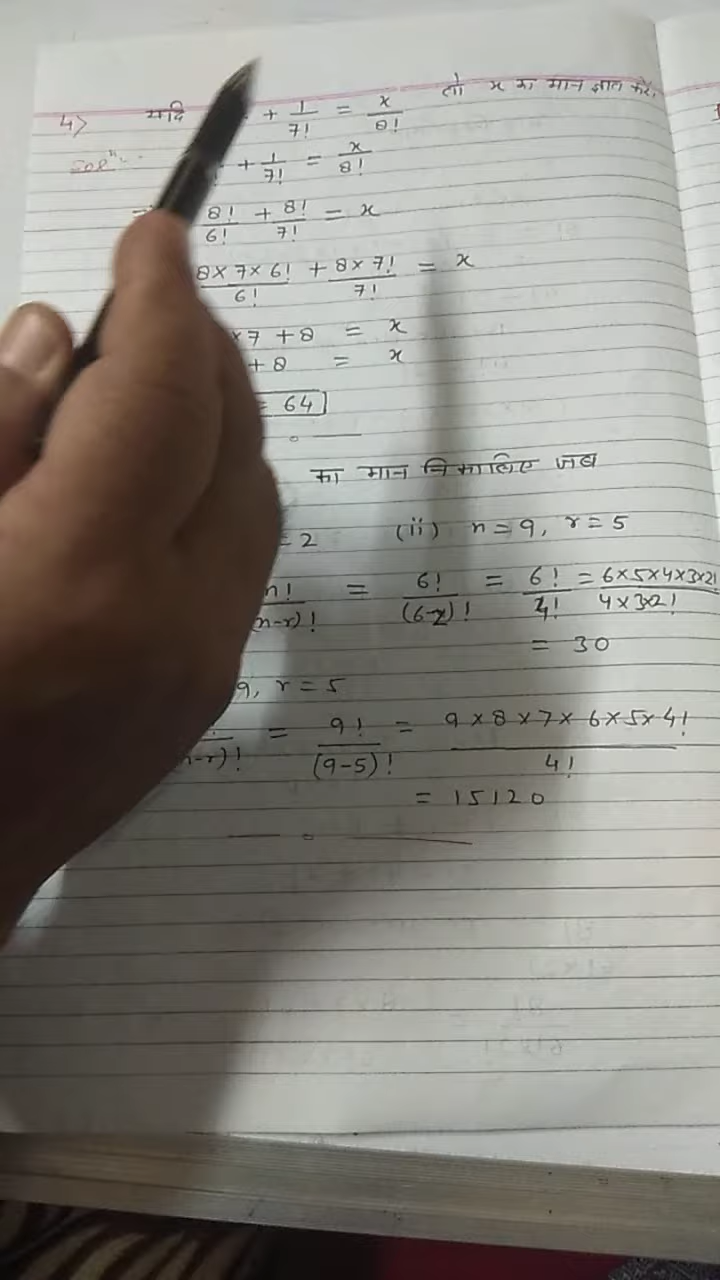 4> यदि + 1/7! = x/8! तो x का मान ज्ञात करें।
Solⁿ + 1/7! = x/8!
8!/6! + 8!/7! = x
8×7×6!/6! + 8×7!/7! = x
×7 + 8 = x
+ 8 = x
= 64
का मान निकालिए जब
= 2 (ii) n = 9, r = 5
n!/(n-r)! = 6!/(6-2)! = 6!/4! = 6×5×4×3×2!/4×3×2!
= 30
9, r = 5
= 9!/(9-5)! = 9×8×7×6×5×4!/4!
= 15120